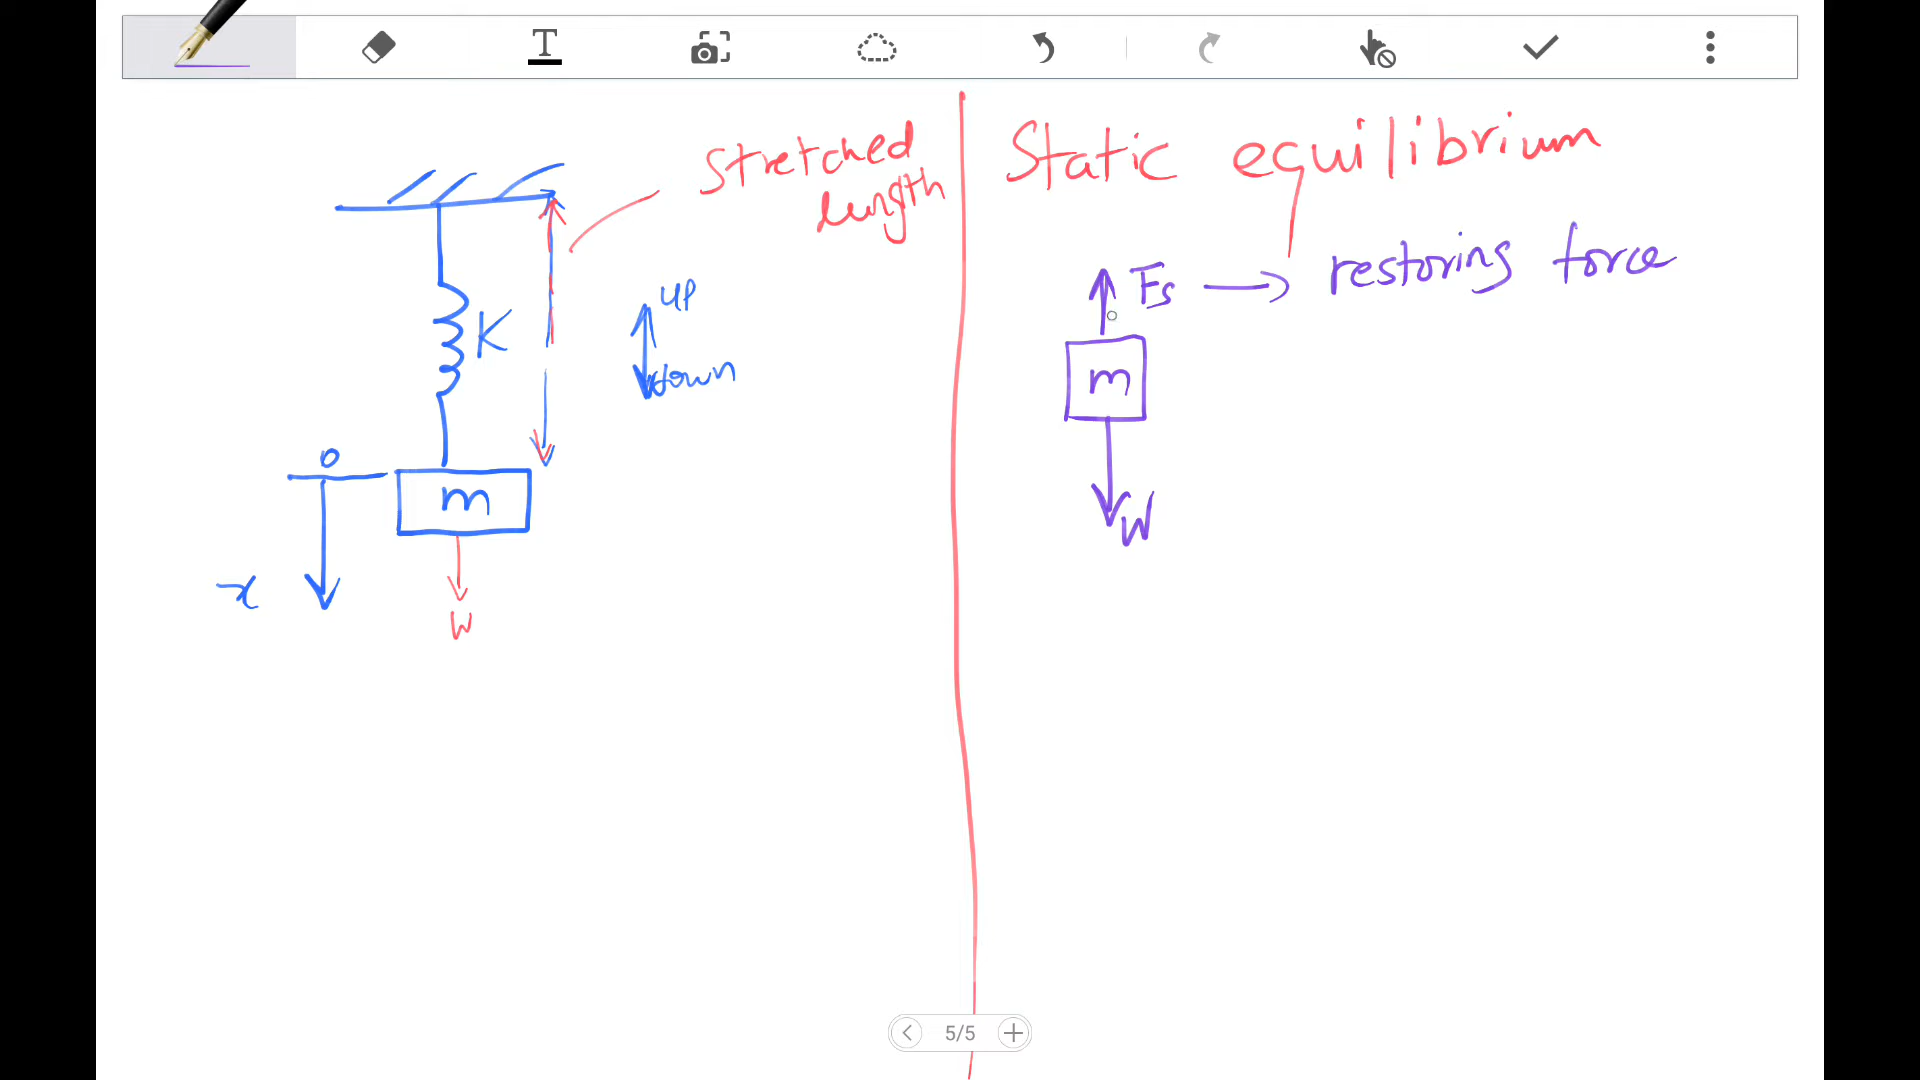 T
Stretched
length
UP
K
down
o
m
x
W
Static equilibrium
Fs → restoring force
m
W
5/5